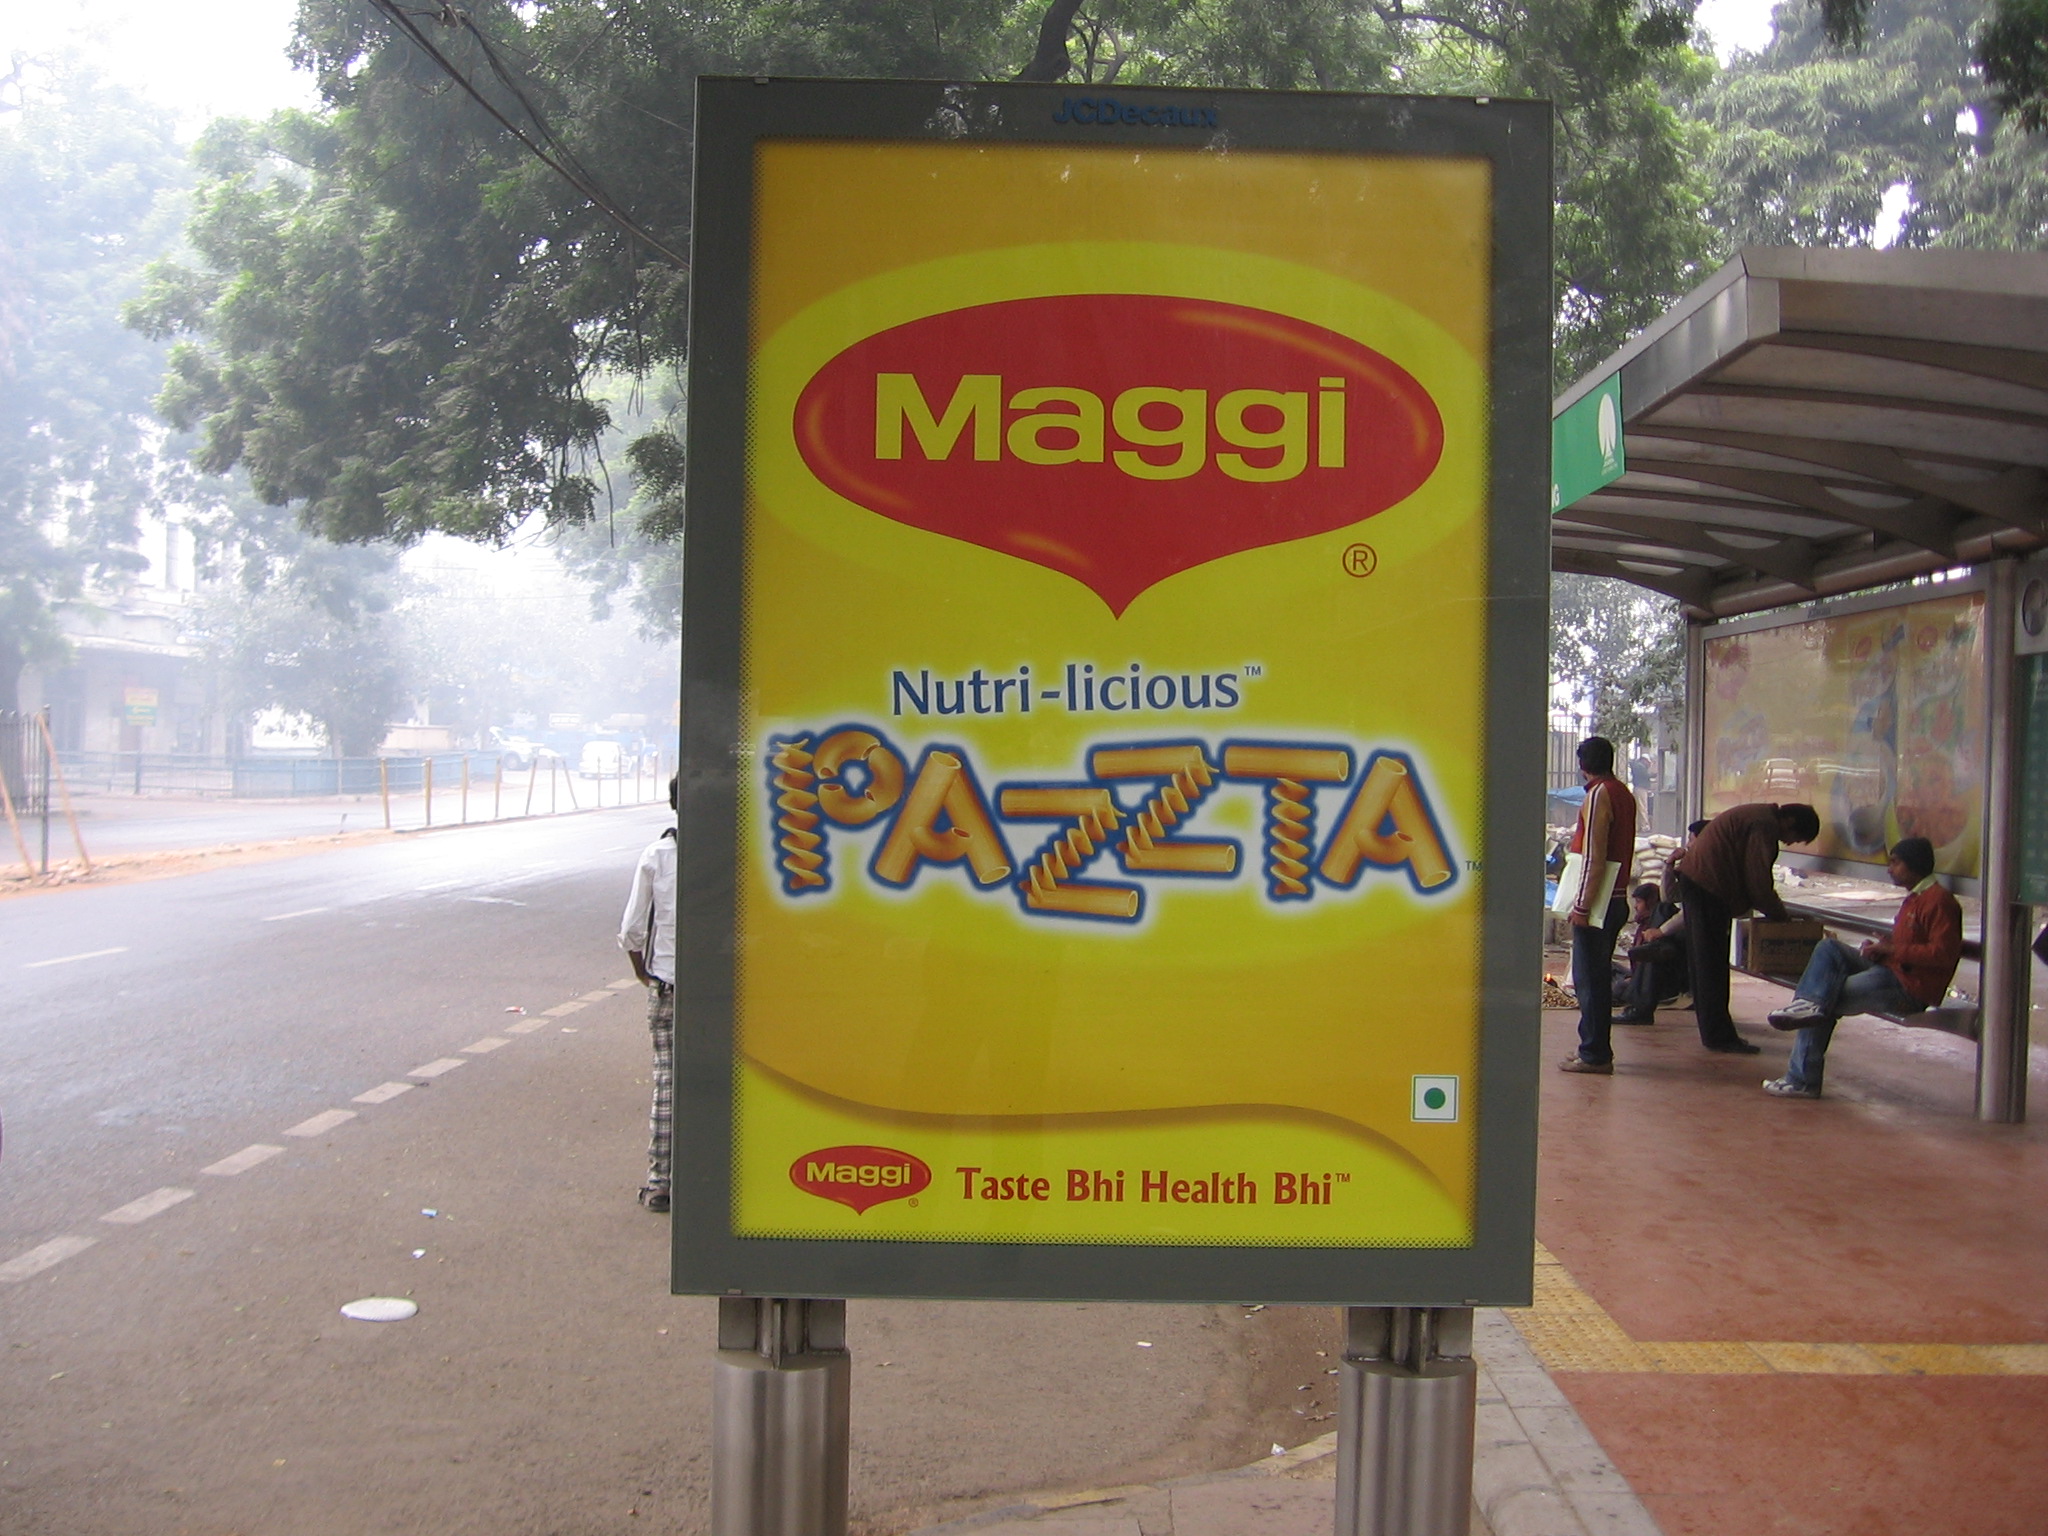 JCDecaux
Maggi
®
Nutri-licious™
PAZZTA™
Maggi® Taste Bhi Health Bhi™